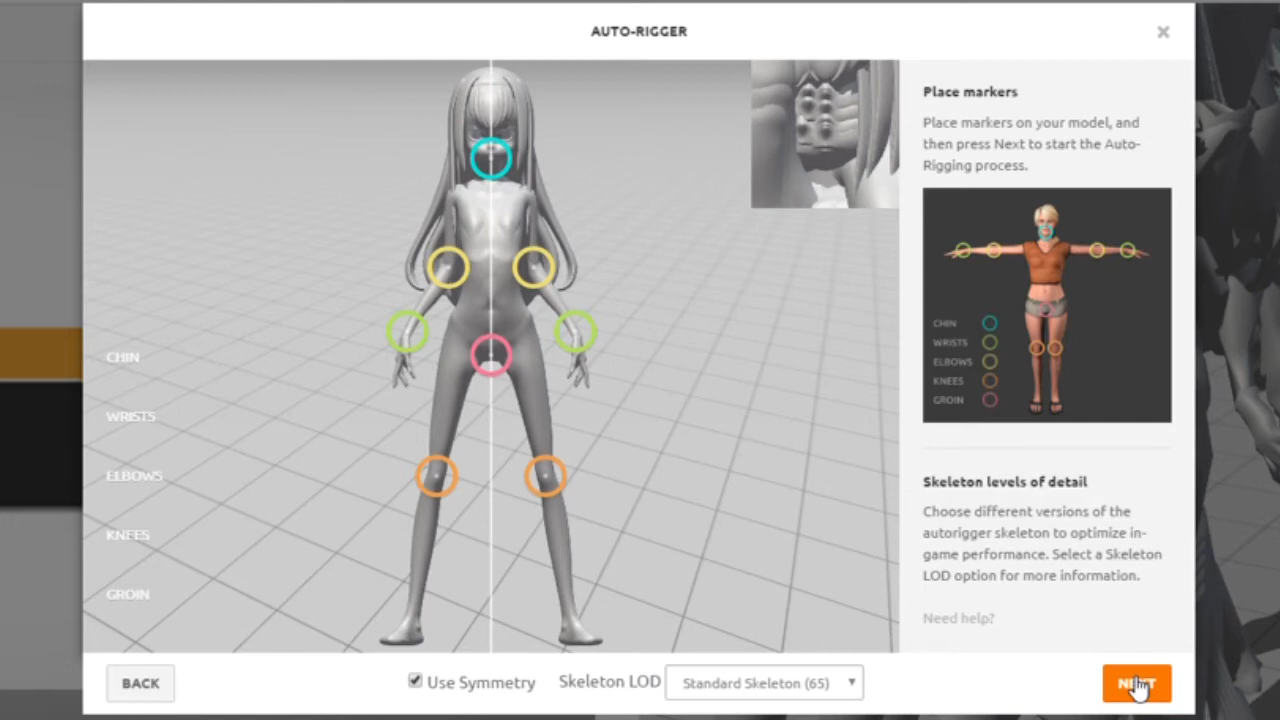 AUTO-RIGGER
×
Place markers
Place markers on your model, and
then press Next to start the Auto-
Rigging process.
CHIN
WRISTS
ELBOWS
KNEES
GROIN
CHIN
WRISTS
ELBOWS
KNEES
GROIN
Skeleton levels of detail
Choose different versions of the
autorigger skeleton to optimize in-
game performance. Select a Skeleton
LOD option for more information.
Need help?
BACK
Use Symmetry
Skeleton LOD
Standard Skeleton (65)
NEXT